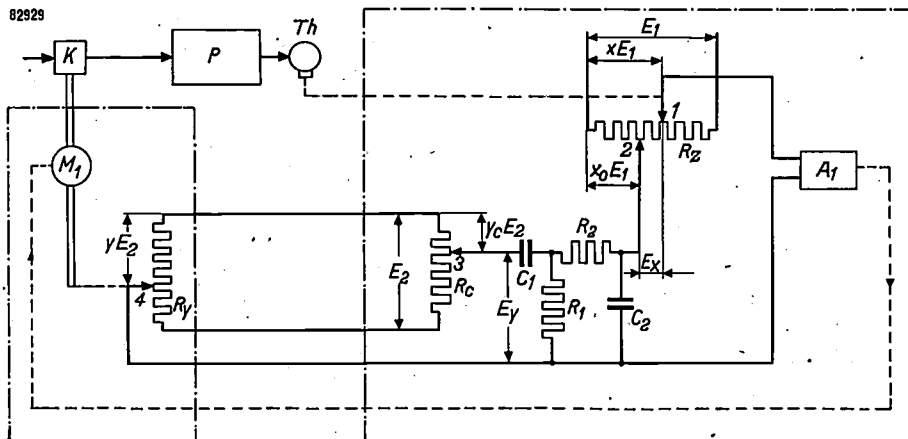 82929
Th
K
P
E1
xE1
1
2
Rz
x0E1
A1
M1
yE2
4
Ry
E2
ycE2
3
Rc
C1
R2
Ex
Ey
R1
C2